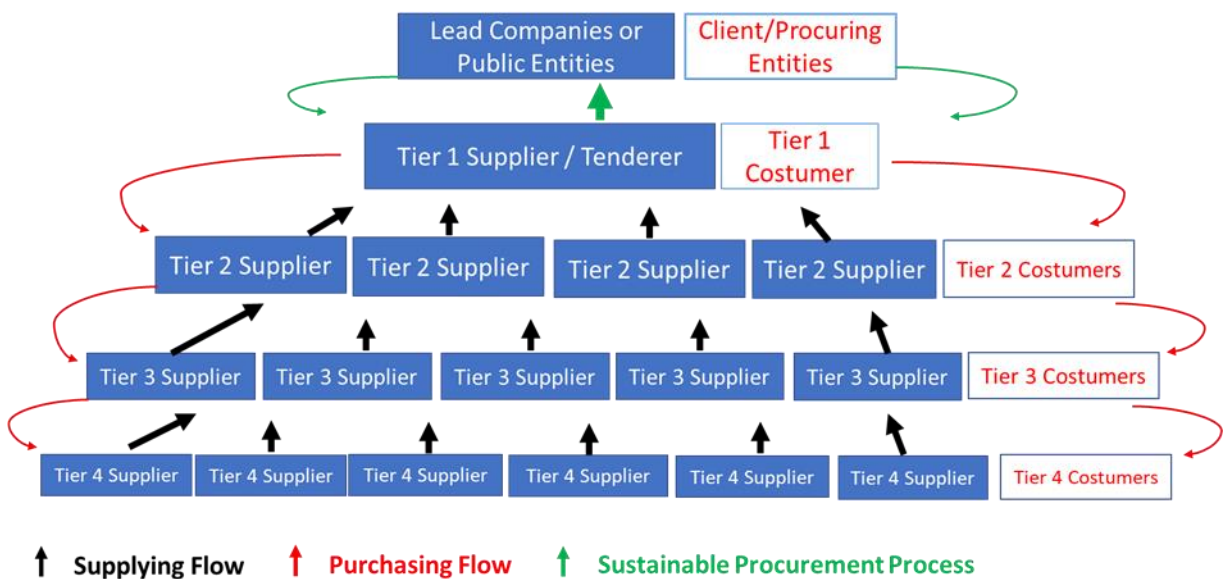 Lead Companies or
Public Entities
Client/Procuring
Entities
Tier 1 Supplier / Tenderer
Tier 1
Costumer
Tier 2 Supplier
Tier 2 Supplier
Tier 2 Supplier
Tier 2 Supplier
Tier 2 Costumers
Tier 3 Supplier
Tier 3 Supplier
Tier 3 Supplier
Tier 3 Supplier
Tier 3 Supplier
Tier 3 Costumers
Tier 4 Supplier
Tier 4 Supplier
Tier 4 Supplier
Tier 4 Supplier
Tier 4 Supplier
Tier 4 Supplier
Tier 4 Costumers
Supplying Flow
Purchasing Flow
Sustainable Procurement Process